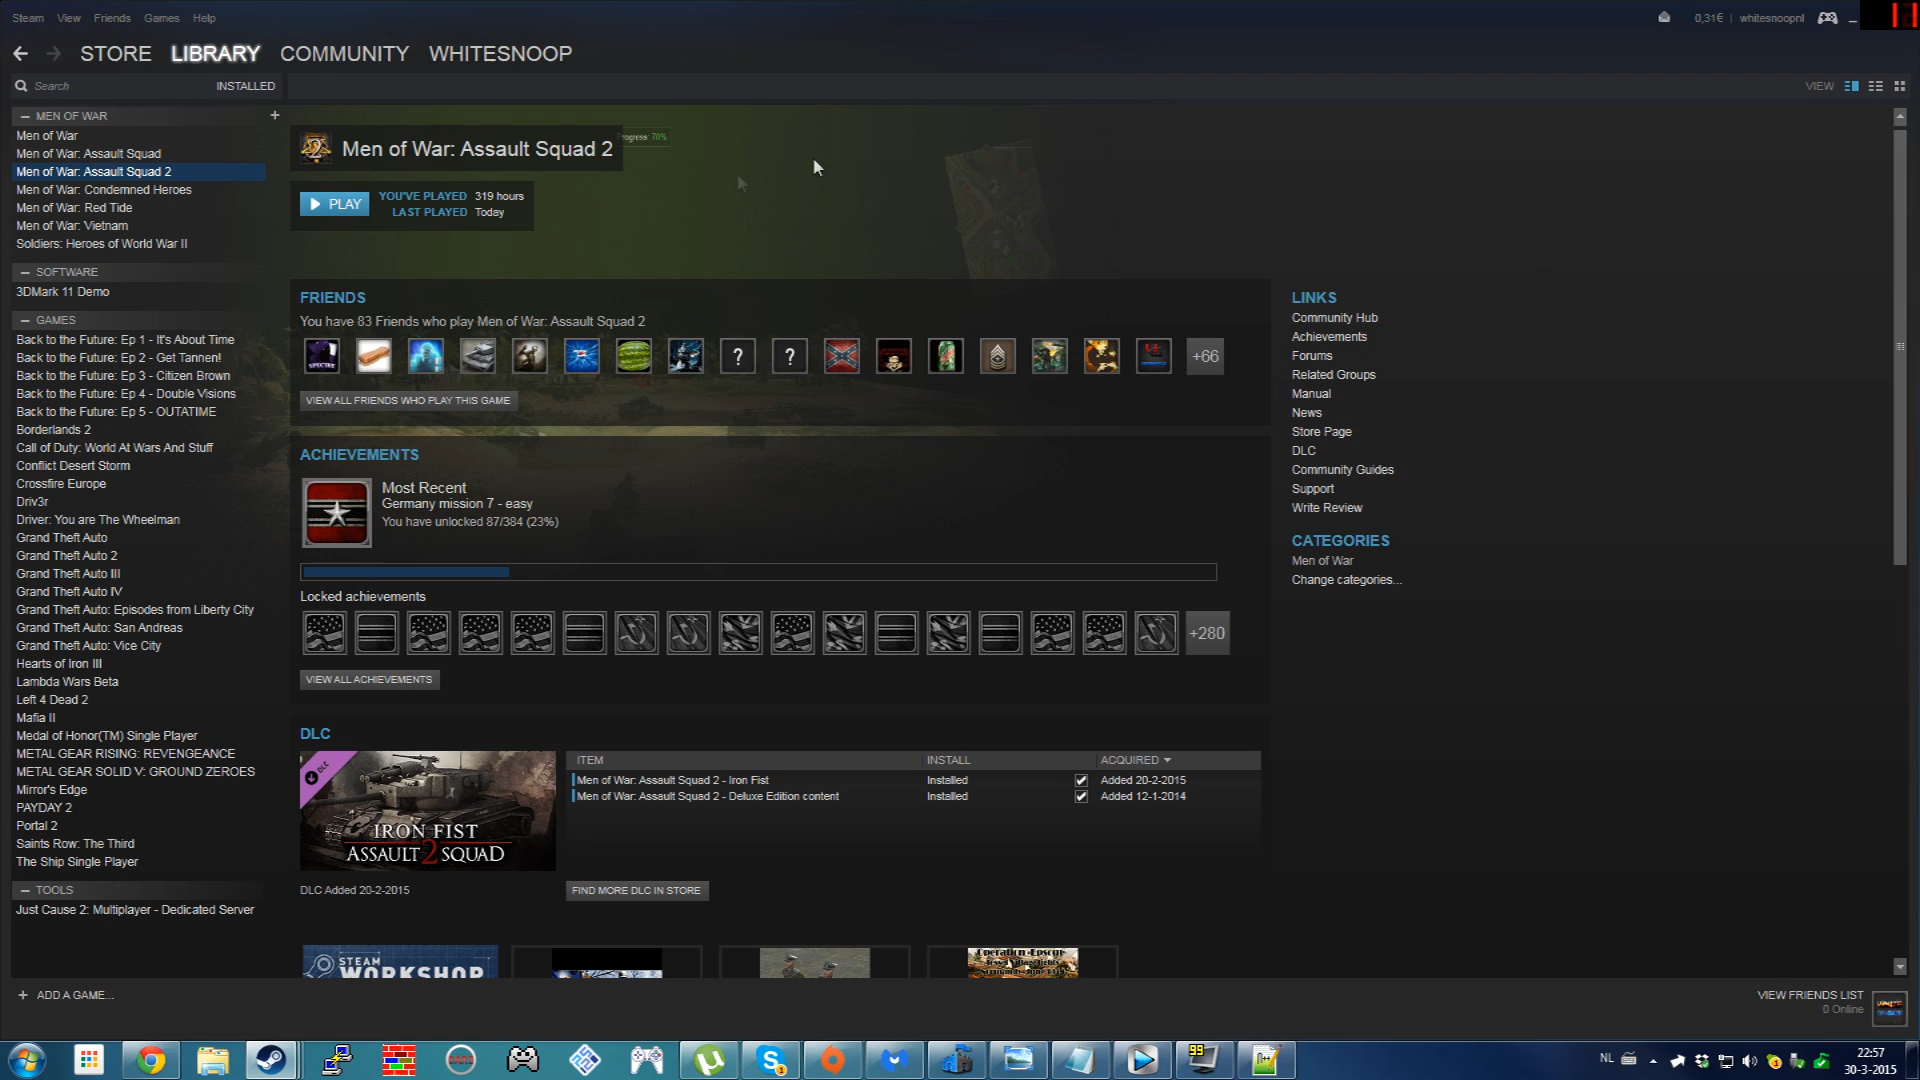 Steam View Friends Games Help
0,31€ | whitesnoopnl
STORE LIBRARY COMMUNITY WHITESNOOP
Search INSTALLED
VIEW
MEN OF WAR
Men of War
Men of War: Assault Squad
Men of War: Assault Squad 2
Men of War: Condemned Heroes
Men of War: Red Tide
Men of War: Vietnam
Soldiers: Heroes of World War II
SOFTWARE
3DMark 11 Demo
GAMES
Back to the Future: Ep 1 - It's About Time
Back to the Future: Ep 2 - Get Tannen!
Back to the Future: Ep 3 - Citizen Brown
Back to the Future: Ep 4 - Double Visions
Back to the Future: Ep 5 - OUTATIME
Borderlands 2
Call of Duty: World At Wars And Stuff
Conflict Desert Storm
Crossfire Europe
Driv3r
Driver: You are The Wheelman
Grand Theft Auto
Grand Theft Auto 2
Grand Theft Auto III
Grand Theft Auto IV
Grand Theft Auto: Episodes from Liberty City
Grand Theft Auto: San Andreas
Grand Theft Auto: Vice City
Hearts of Iron III
Lambda Wars Beta
Left 4 Dead 2
Mafia II
Medal of Honor(TM) Single Player
METAL GEAR RISING: REVENGEANCE
METAL GEAR SOLID V: GROUND ZEROES
Mirror's Edge
PAYDAY 2
Portal 2
Saints Row: The Third
The Ship Single Player
TOOLS
Just Cause 2: Multiplayer - Dedicated Server
+ ADD A GAME...
Men of War: Assault Squad 2
rogress: 70%
PLAY
YOU'VE PLAYED 319 hours
LAST PLAYED Today
FRIENDS
You have 83 Friends who play Men of War: Assault Squad 2
SPECTRE
? ? +66
VIEW ALL FRIENDS WHO PLAY THIS GAME
ACHIEVEMENTS
Most Recent
Germany mission 7 - easy
You have unlocked 87/384 (23%)
Locked achievements
+280
VIEW ALL ACHIEVEMENTS
DLC
DLC
IRON FIST
ASSAULT 2 SQUAD
DLC Added 20-2-2015
ITEM INSTALL ACQUIRED
Men of War: Assault Squad 2 - Iron Fist Installed Added 20-2-2015
Men of War: Assault Squad 2 - Deluxe Edition content Installed Added 12-1-2014
FIND MORE DLC IN STORE
STEAM
WORKSHOP
LINKS
Community Hub
Achievements
Forums
Related Groups
Manual
News
Store Page
DLC
Community Guides
Support
Write Review
CATEGORIES
Men of War
Change categories...
VIEW FRIENDS LIST
0 Online
99
NL
22:57
30-3-2015